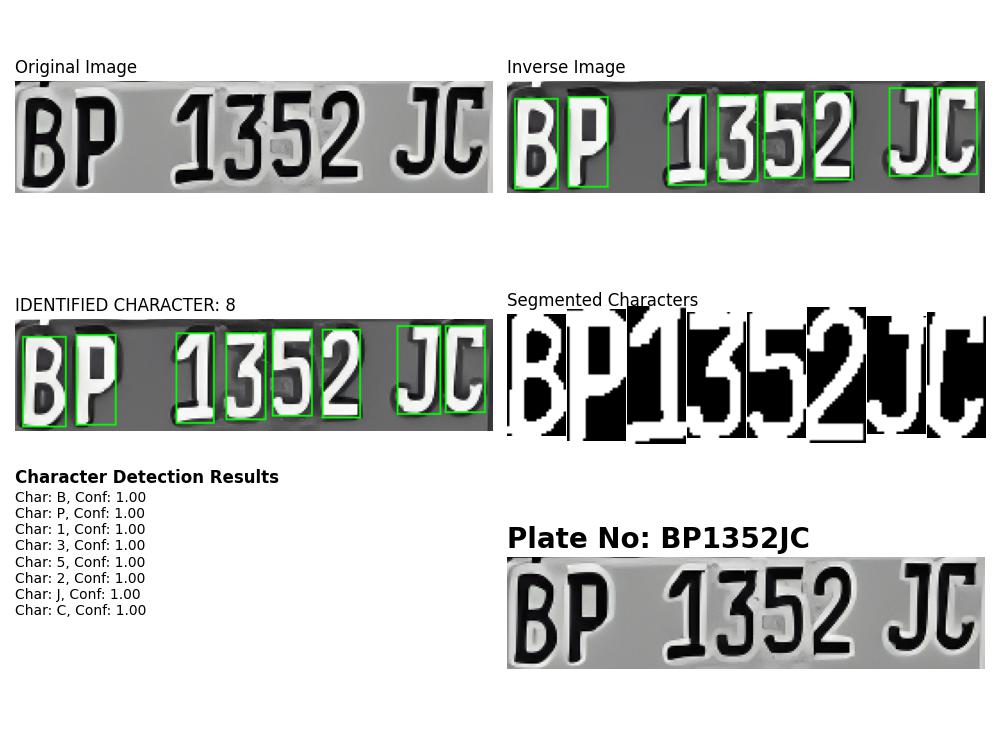 Original Image
BP 1352 JC
Inverse Image
BP 1352 JC
IDENTIFIED CHARACTER: 8
BP 1352 JC
Segmented Characters
BP1352JC
Character Detection Results
Char: B, Conf: 1.00
Char: P, Conf: 1.00
Char: 1, Conf: 1.00
Char: 3, Conf: 1.00
Char: 5, Conf: 1.00
Char: 2, Conf: 1.00
Char: J, Conf: 1.00
Char: C, Conf: 1.00
Plate No: BP1352JC
BP 1352 JC